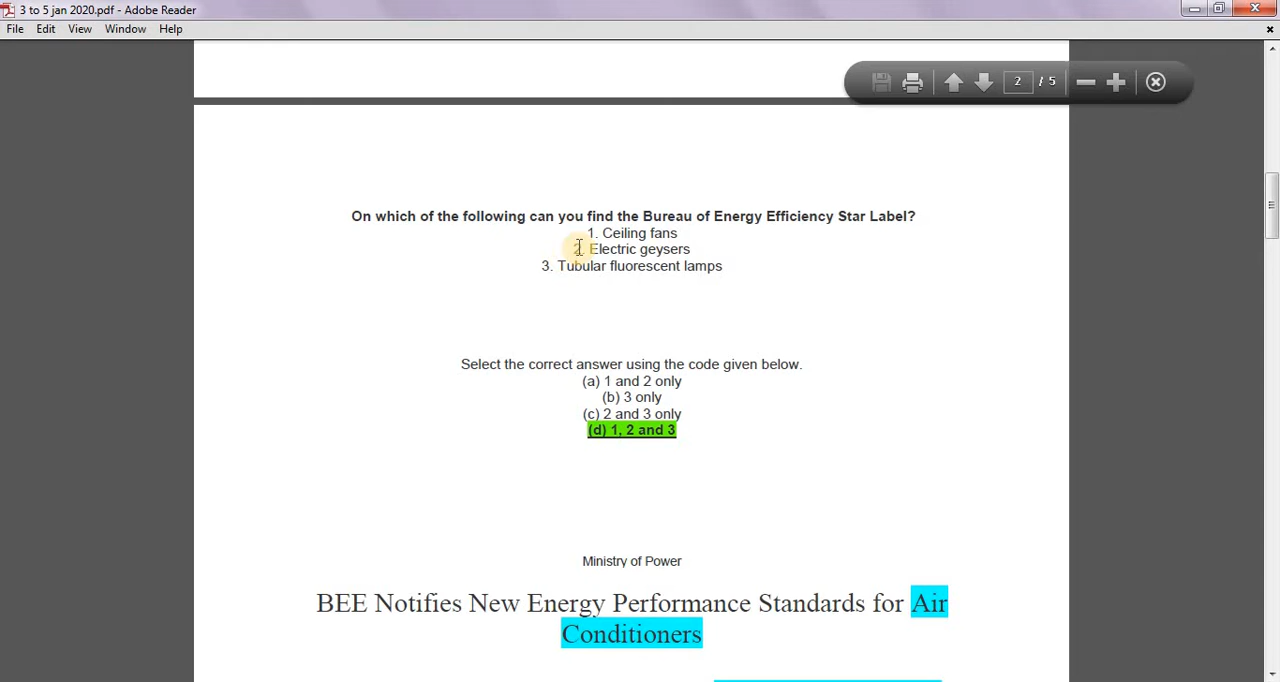 3 to 5 jan 2020.pdf - Adobe Reader
File Edit View Window Help
2 / 5
On which of the following can you find the Bureau of Energy Efficiency Star Label?
1. Ceiling fans
2. Electric geysers
3. Tubular fluorescent lamps
Select the correct answer using the code given below.
(a) 1 and 2 only
(b) 3 only
(c) 2 and 3 only
(d) 1, 2 and 3
Ministry of Power
BEE Notifies New Energy Performance Standards for Air
Conditioners